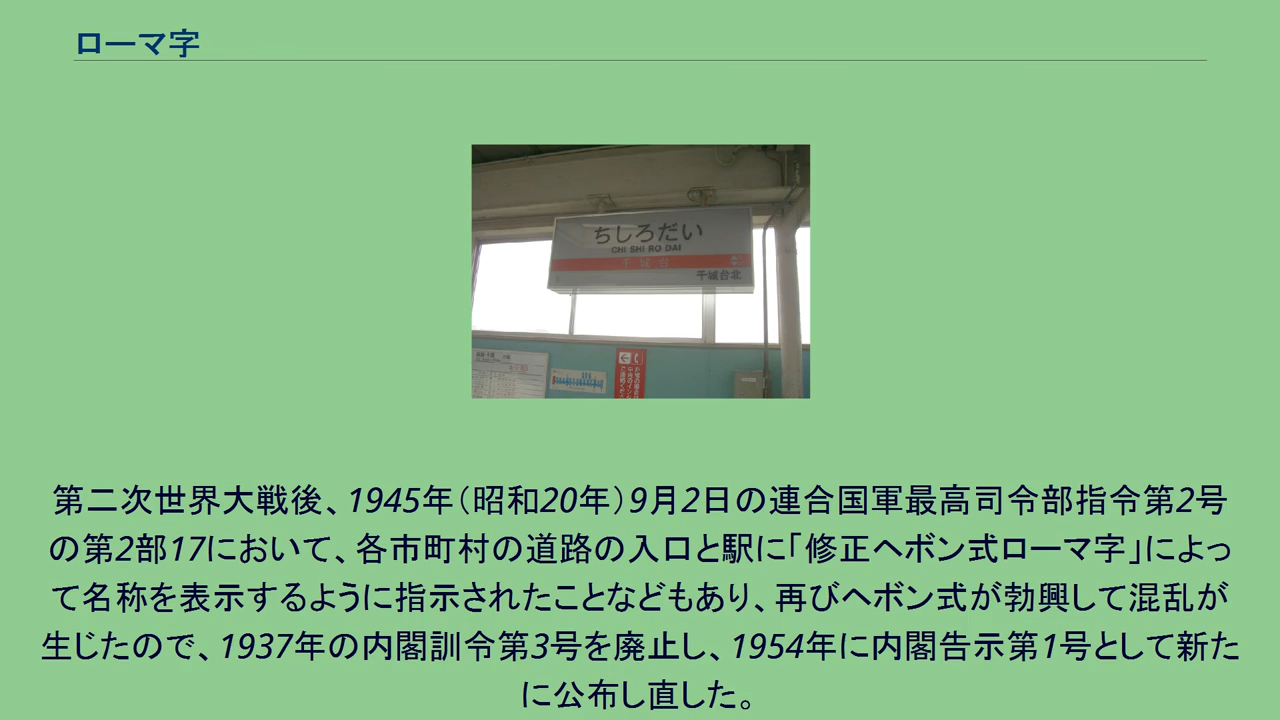 ローマ字
ちしろだい
CHI SHI RO DAI
千城台
千城台北
第二次世界大戦後、1945年（昭和20年）9月2日の連合国軍最高司令部指令第2号
の第2部17において、各市町村の道路の入口と駅に「修正ヘボン式ローマ字」によっ
て名称を表示するように指示されたことなどもあり、再びヘボン式が勃興して混乱が
生じたので、1937年の内閣訓令第3号を廃止し、1954年に内閣告示第1号として新た
に公布し直した。